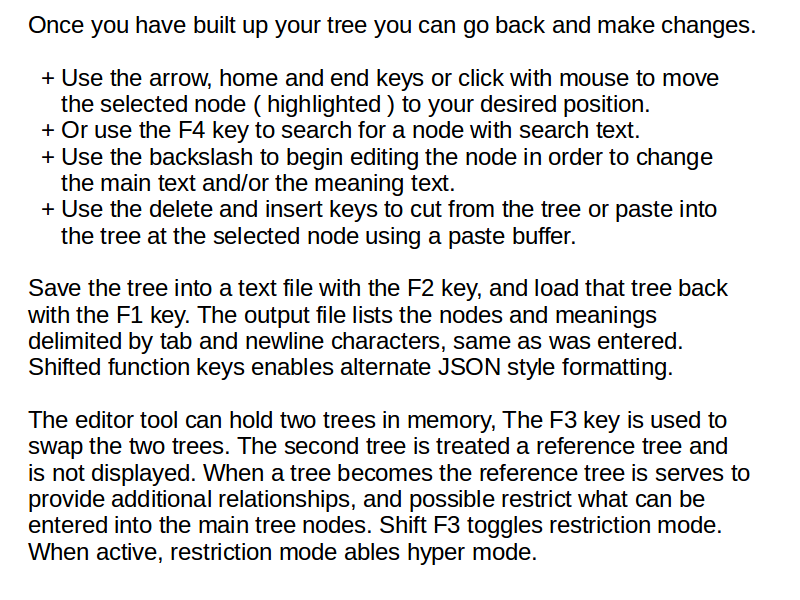 Once you have built up your tree you can go back and make changes.
+ Use the arrow, home and end keys or click with mouse to move
the selected node ( highlighted ) to your desired position.
+ Or use the F4 key to search for a node with search text.
+ Use the backslash to begin editing the node in order to change
the main text and/or the meaning text.
+ Use the delete and insert keys to cut from the tree or paste into
the tree at the selected node using a paste buffer.
Save the tree into a text file with the F2 key, and load that tree back
with the F1 key. The output file lists the nodes and meanings
delimited by tab and newline characters, same as was entered.
Shifted function keys enables alternate JSON style formatting.
The editor tool can hold two trees in memory, The F3 key is used to
swap the two trees. The second tree is treated a reference tree and
is not displayed. When a tree becomes the reference tree is serves to
provide additional relationships, and possible restrict what can be
entered into the main tree nodes. Shift F3 toggles restriction mode.
When active, restriction mode ables hyper mode.